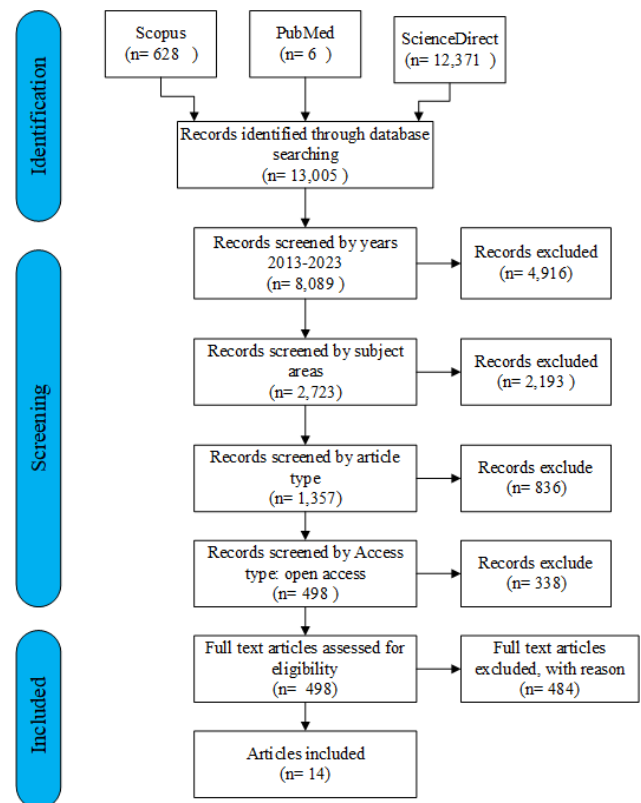 Identification
Scopus
(n= 628 )
PubMed
(n= 6 )
ScienceDirect
(n= 12,371 )
Records identified through database
searching
(n= 13,005 )
Screening
Records screened by years
2013-2023
(n= 8,089 )
Records excluded
(n= 4,916)
Records screened by subject
areas
(n= 2,723)
Records excluded
(n= 2,193 )
Records screened by article
type
(n= 1,357)
Records exclude
(n= 836)
Records screened by Access
type: open access
(n= 498 )
Records exclude
(n= 338)
Included
Full text articles assessed for
eligibility
(n= 498)
Full text articles
excluded, with reason
(n= 484)
Articles included
(n= 14)